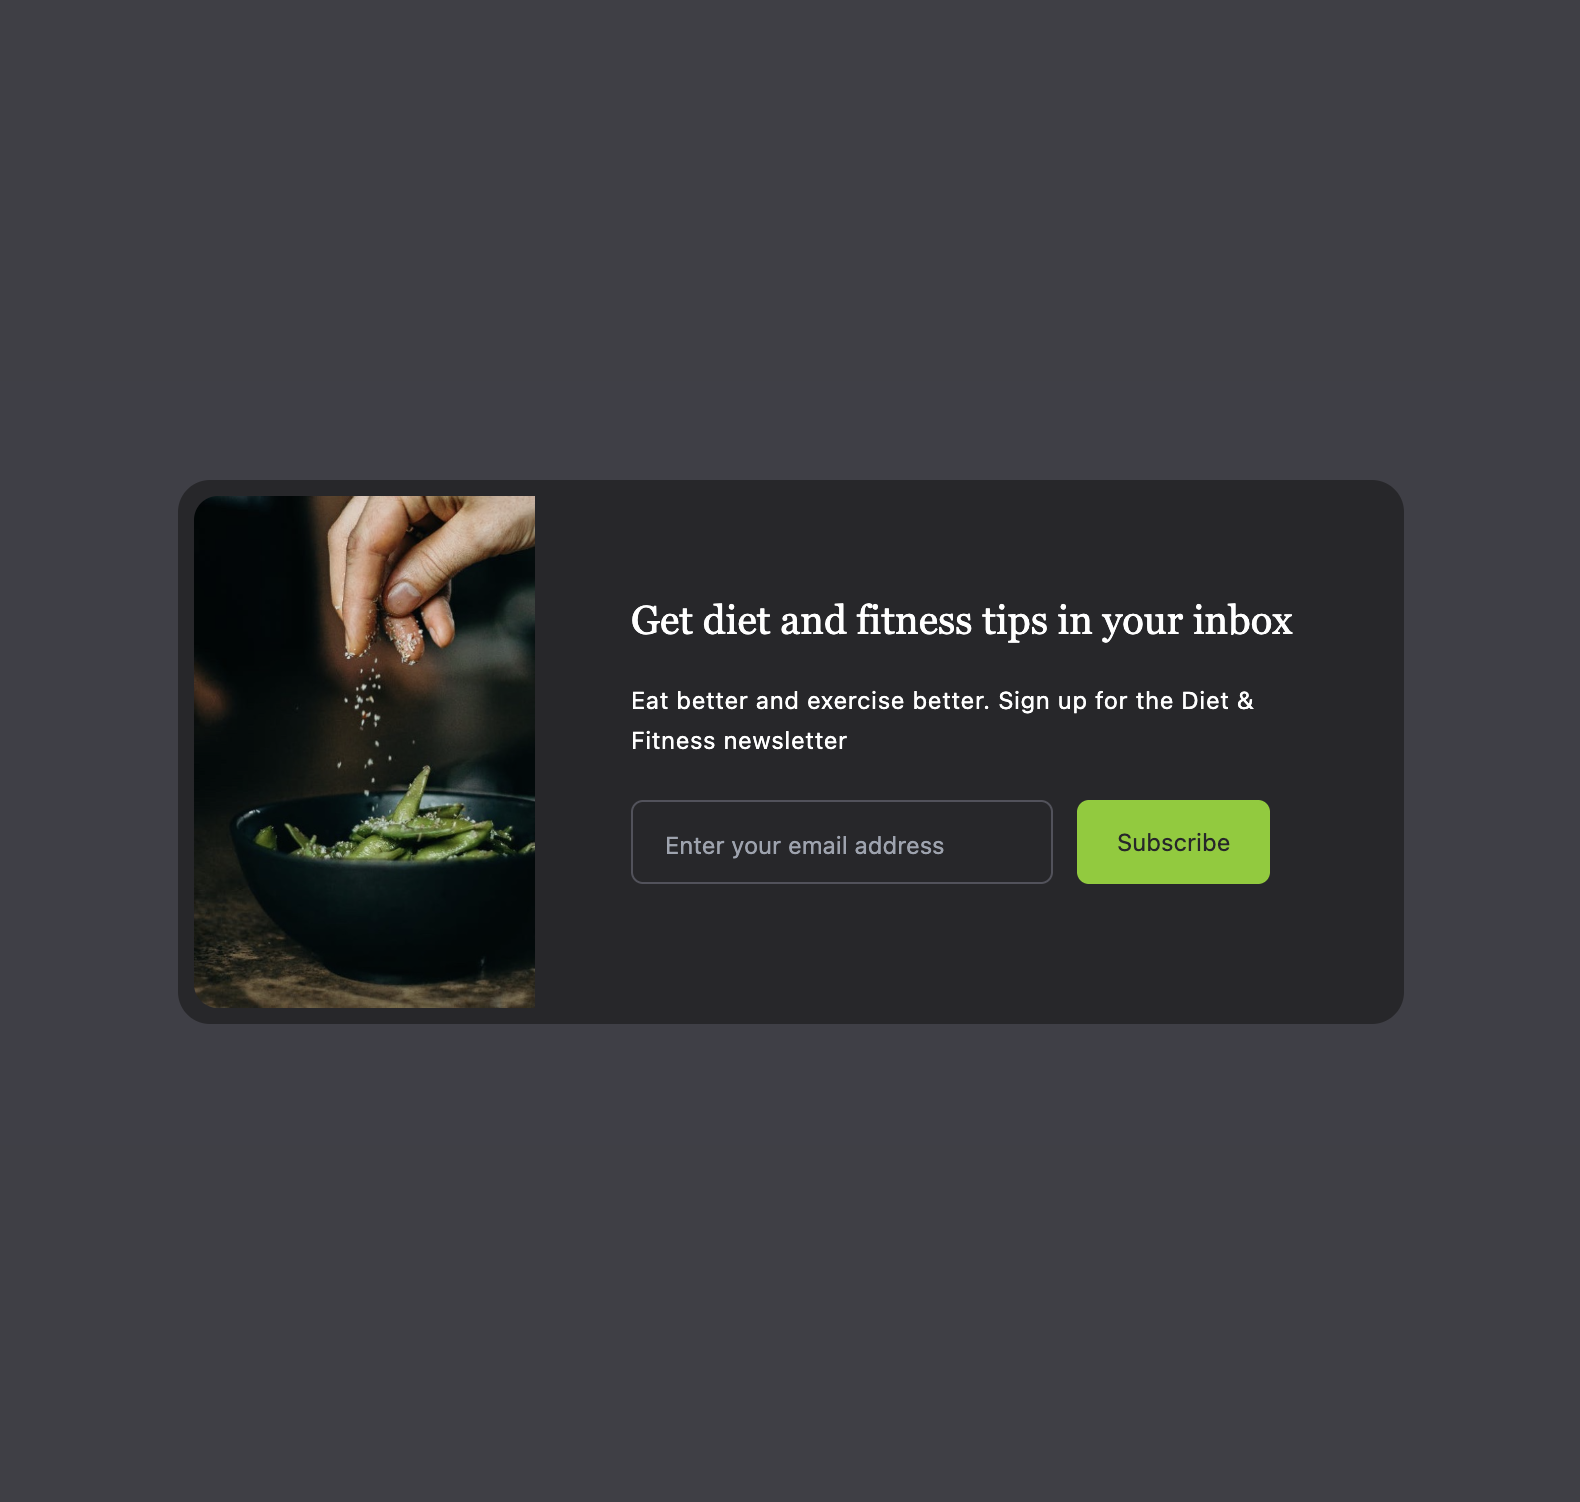 Get diet and fitness tips in your inbox
Eat better and exercise better. Sign up for the Diet &
Fitness newsletter
Enter your email address
Subscribe